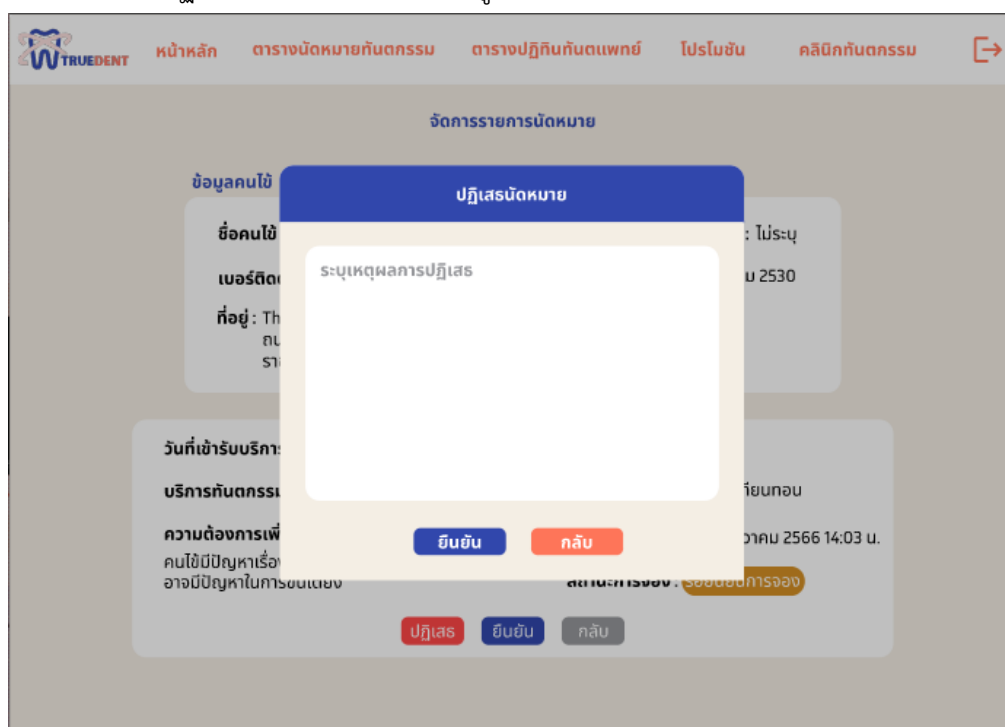 TRUEDENT หน้าหลัก ตารางนัดหมายทันตกรรม ตารางปฏิทินทันตแพทย์ โปรโมชัน คลินิกทันตกรรม
จัดการรายการนัดหมาย
ข้อมูลคนไข้
ปฏิเสธนัดหมาย
ชื่อคนไข้ : ไม่ระบุ
ระบุเหตุผลการปฏิเสธ
เบอร์ติด 2530
ที่อยู่ : Th
วันที่เข้ารับบริการ
บริการทันตกรรม
ความต้องการเพิ่ 2566 14:03 น.
ยืนยัน กลับ
คนไข้มีปัญหาเรื่อง
อาจมีปัญหาในการขึ้นเตียง สถานะการจอง : รอยืนยันการจอง
ปฏิเสธ ยืนยัน กลับ